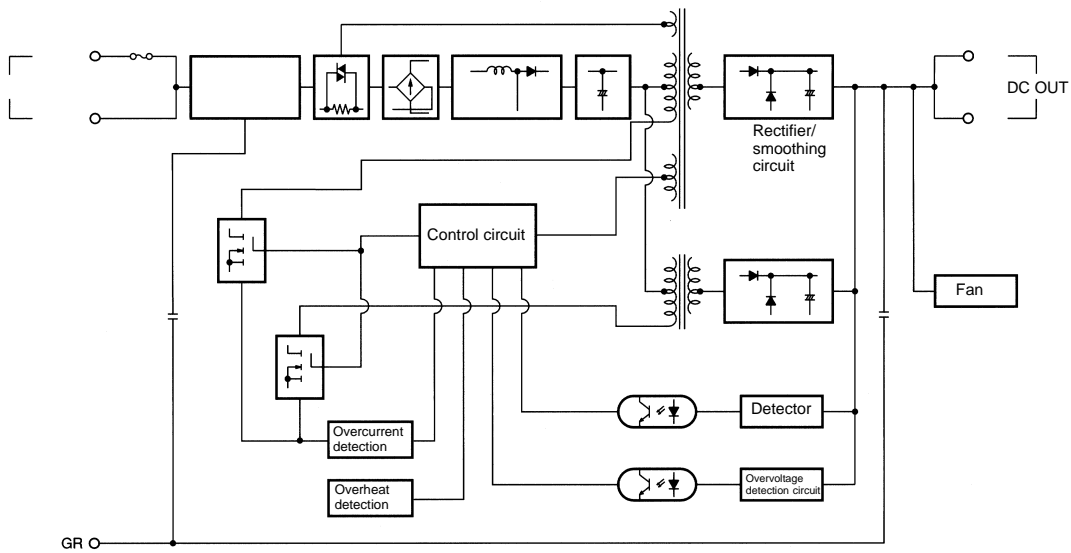 DC OUT
Rectifier/
smoothing
circuit
Control circuit
Fan
Detector
Overcurrent
detection
Overvoltage
detection circuit
Overheat
detection
GR